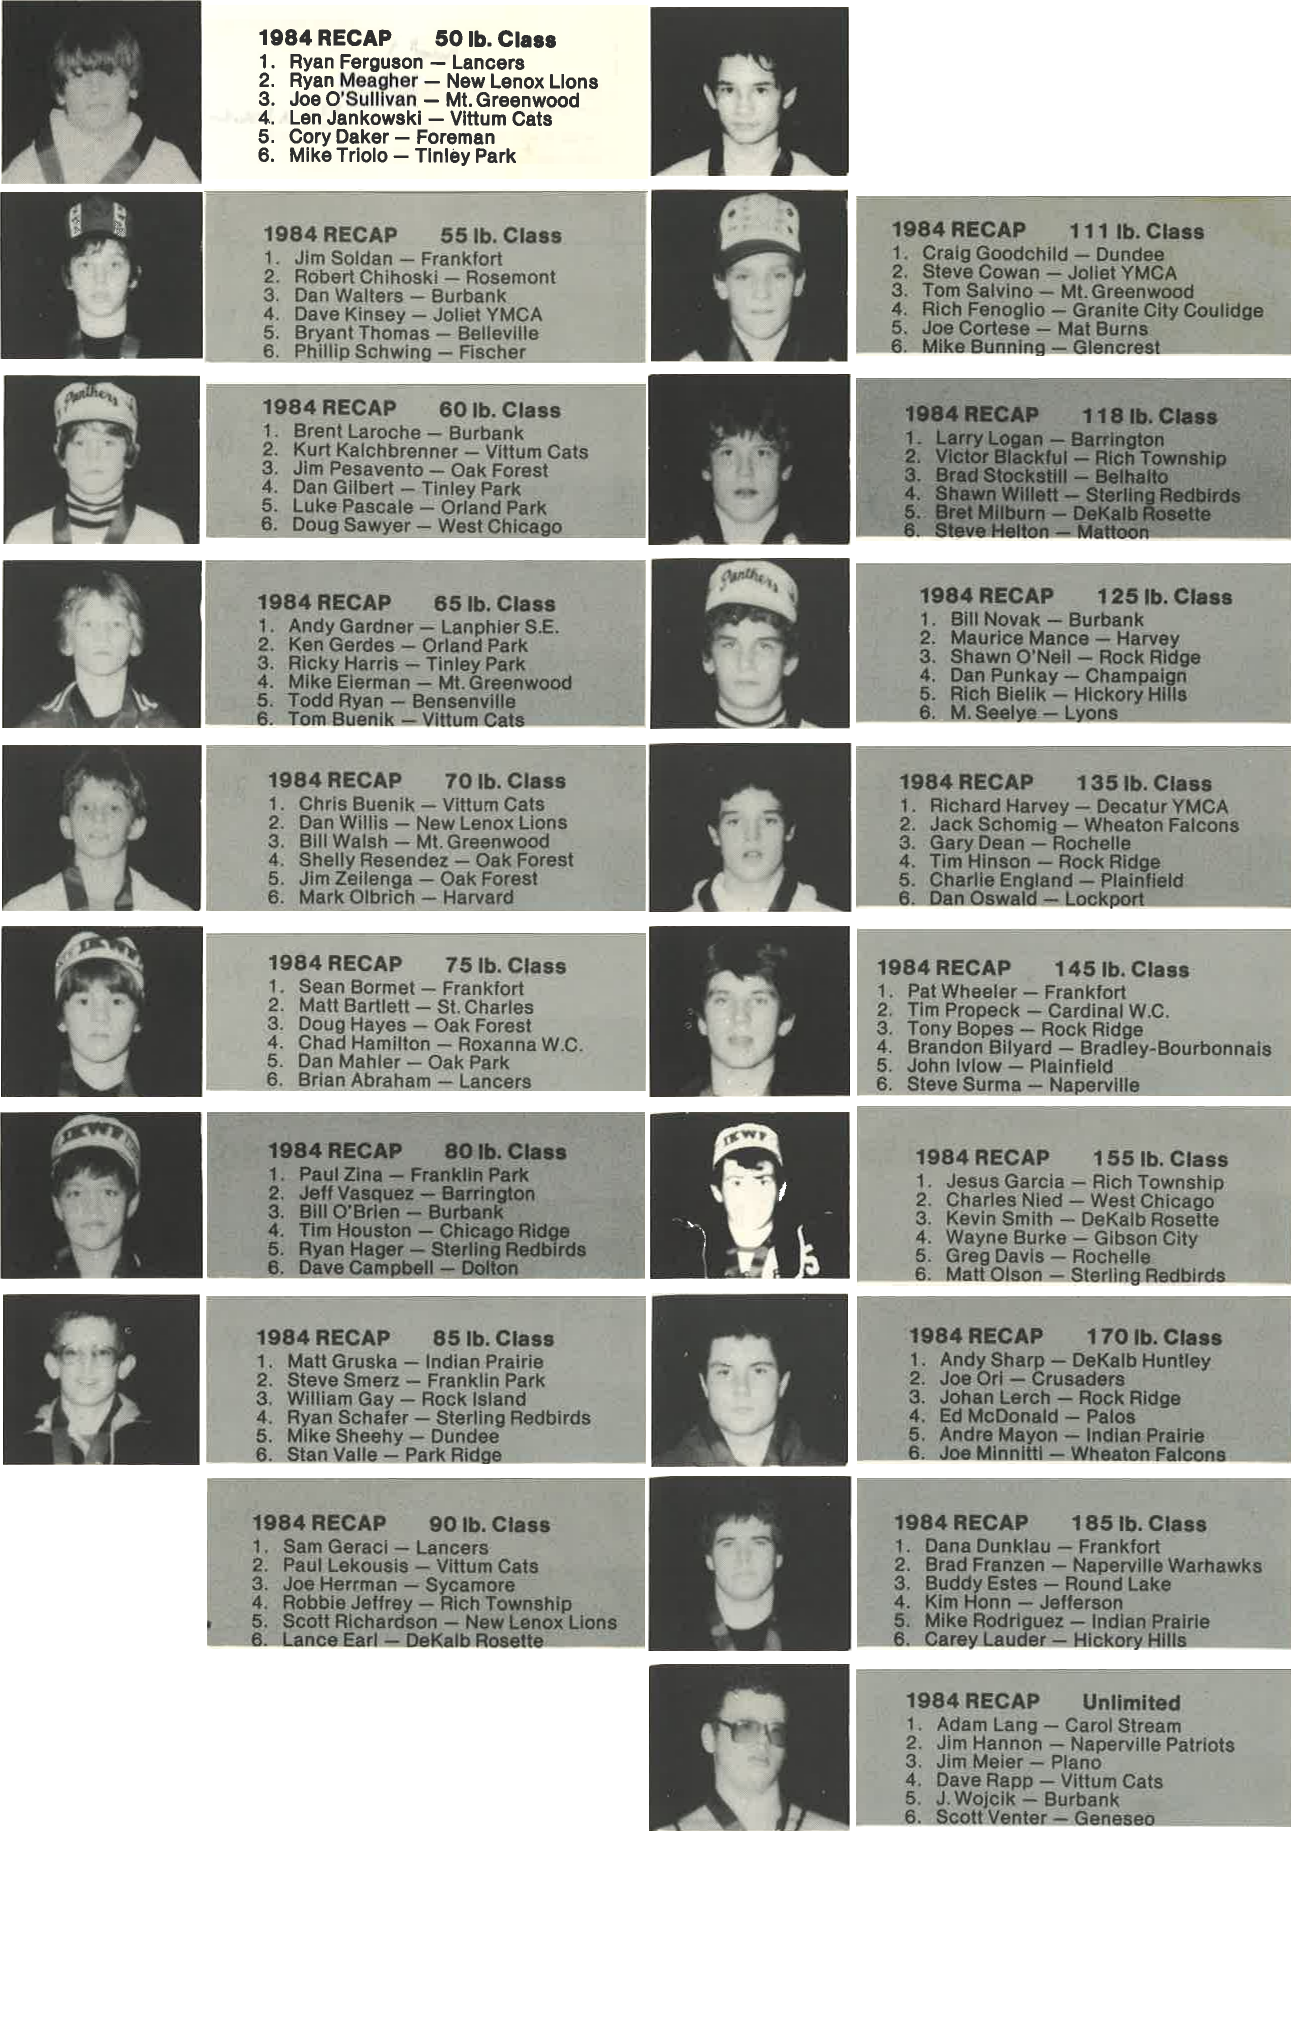 1984 RECAP 50 lb. Class
1. Ryan Ferguson — Lancers
2. Ryan Meagher — New Lenox Lions
3. Joe O'Sullivan — Mt. Greenwood
4. Len Jankowski — Vittum Cats
5. Cory Daker — Foreman
6. Mike Triolo — Tinley Park
1984 RECAP 55 lb. Class
1. Jim Soldan — Frankfort
2. Robert Chihoski — Rosemont
3. Dan Walters — Burbank
4. Dave Kinsey — Joliet YMCA
5. Bryant Thomas — Belleville
6. Phillip Schwing — Fischer
Panthers
1984 RECAP 60 lb. Class
1. Brent Laroche — Burbank
2. Kurt Kalchbrenner — Vittum Cats
3. Jim Pesavento — Oak Forest
4. Dan Gilbert — Tinley Park
5. Luke Pascale — Orland Park
6. Doug Sawyer — West Chicago
1984 RECAP 65 lb. Class
1. Andy Gardner — Lanphier S.E.
2. Ken Gerdes — Orland Park
3. Ricky Harris — Tinley Park
4. Mike Eierman — Mt. Greenwood
5. Todd Ryan — Bensenville
6. Tom Buenik — Vittum Cats
1984 RECAP 70 lb. Class
1. Chris Buenik — Vittum Cats
2. Dan Willis — New Lenox Lions
3. Bill Walsh — Mt. Greenwood
4. Shelly Resendez — Oak Forest
5. Jim Zeilenga — Oak Forest
6. Mark Olbrich — Harvard
IKWF
1984 RECAP 75 lb. Class
1. Sean Bormet — Frankfort
2. Matt Bartlett — St. Charles
3. Doug Hayes — Oak Forest
4. Chad Hamilton — Roxanna W.C.
5. Dan Mahler — Oak Park
6. Brian Abraham — Lancers
IKWF
1984 RECAP 80 lb. Class
1. Paul Zina — Franklin Park
2. Jeff Vasquez — Barrington
3. Bill O'Brien — Burbank
4. Tim Houston — Chicago Ridge
5. Ryan Hager — Sterling Redbirds
6. Dave Campbell — Dolton
1984 RECAP 85 lb. Class
1. Matt Gruska — Indian Prairie
2. Steve Smerz — Franklin Park
3. William Gay — Rock Island
4. Ryan Schafer — Sterling Redbirds
5. Mike Sheehy — Dundee
6. Stan Valle — Park Ridge
1984 RECAP 90 lb. Class
1. Sam Geraci — Lancers
2. Paul Lekousis — Vittum Cats
3. Joe Herrman — Sycamore
4. Robbie Jeffrey — Rich Township
5. Scott Richardson — New Lenox Lions
6. Lance Earl — DeKalb Rosette
1984 RECAP 111 lb. Class
1. Craig Goodchild — Dundee
2. Steve Cowan — Joliet YMCA
3. Tom Salvino — Mt. Greenwood
4. Rich Fenoglio — Granite City Coulidge
5. Joe Cortese — Mat Burns
6. Mike Bunning — Glencrest
1984 RECAP 118 lb. Class
1. Larry Logan — Barrington
2. Victor Blackful — Rich Township
3. Brad Stockstill — Belhalto
4. Shawn Willett — Sterling Redbirds
5. Bret Milburn — DeKalb Rosette
6. Steve Helton — Mattoon
Panthers
1984 RECAP 125 lb. Class
1. Bill Novak — Burbank
2. Maurice Mance — Harvey
3. Shawn O'Neil — Rock Ridge
4. Dan Punkay — Champaign
5. Rich Bielik — Hickory Hills
6. M. Seelye — Lyons
1984 RECAP 135 lb. Class
1. Richard Harvey — Decatur YMCA
2. Jack Schomig — Wheaton Falcons
3. Gary Dean — Rochelle
4. Tim Hinson — Rock Ridge
5. Charlie England — Plainfield
6. Dan Oswald — Lockport
1984 RECAP 145 lb. Class
1. Pat Wheeler — Frankfort
2. Tim Propeck — Cardinal W.C.
3. Tony Bopes — Rock Ridge
4. Brandon Bilyard — Bradley-Bourbonnais
5. John Ivlow — Plainfield
6. Steve Surma — Naperville
IKWF
1984 RECAP 155 lb. Class
1. Jesus Garcia — Rich Township
2. Charles Nied — West Chicago
3. Kevin Smith — DeKalb Rosette
4. Wayne Burke — Gibson City
5. Greg Davis — Rochelle
6. Matt Olson — Sterling Redbirds
1984 RECAP 170 lb. Class
1. Andy Sharp — DeKalb Huntley
2. Joe Ori — Crusaders
3. Johan Lerch — Rock Ridge
4. Ed McDonald — Palos
5. Andre Mayon — Indian Prairie
6. Joe Minnitti — Wheaton Falcons
1984 RECAP 185 lb. Class
1. Dana Dunklau — Frankfort
2. Brad Franzen — Naperville Warhawks
3. Buddy Estes — Round Lake
4. Kim Honn — Jefferson
5. Mike Rodriguez — Indian Prairie
6. Carey Lauder — Hickory Hills
1984 RECAP Unlimited
1. Adam Lang — Carol Stream
2. Jim Hannon — Naperville Patriots
3. Jim Meier — Plano
4. Dave Rapp — Vittum Cats
5. J. Wojcik — Burbank
6. Scott Venter — Geneseo